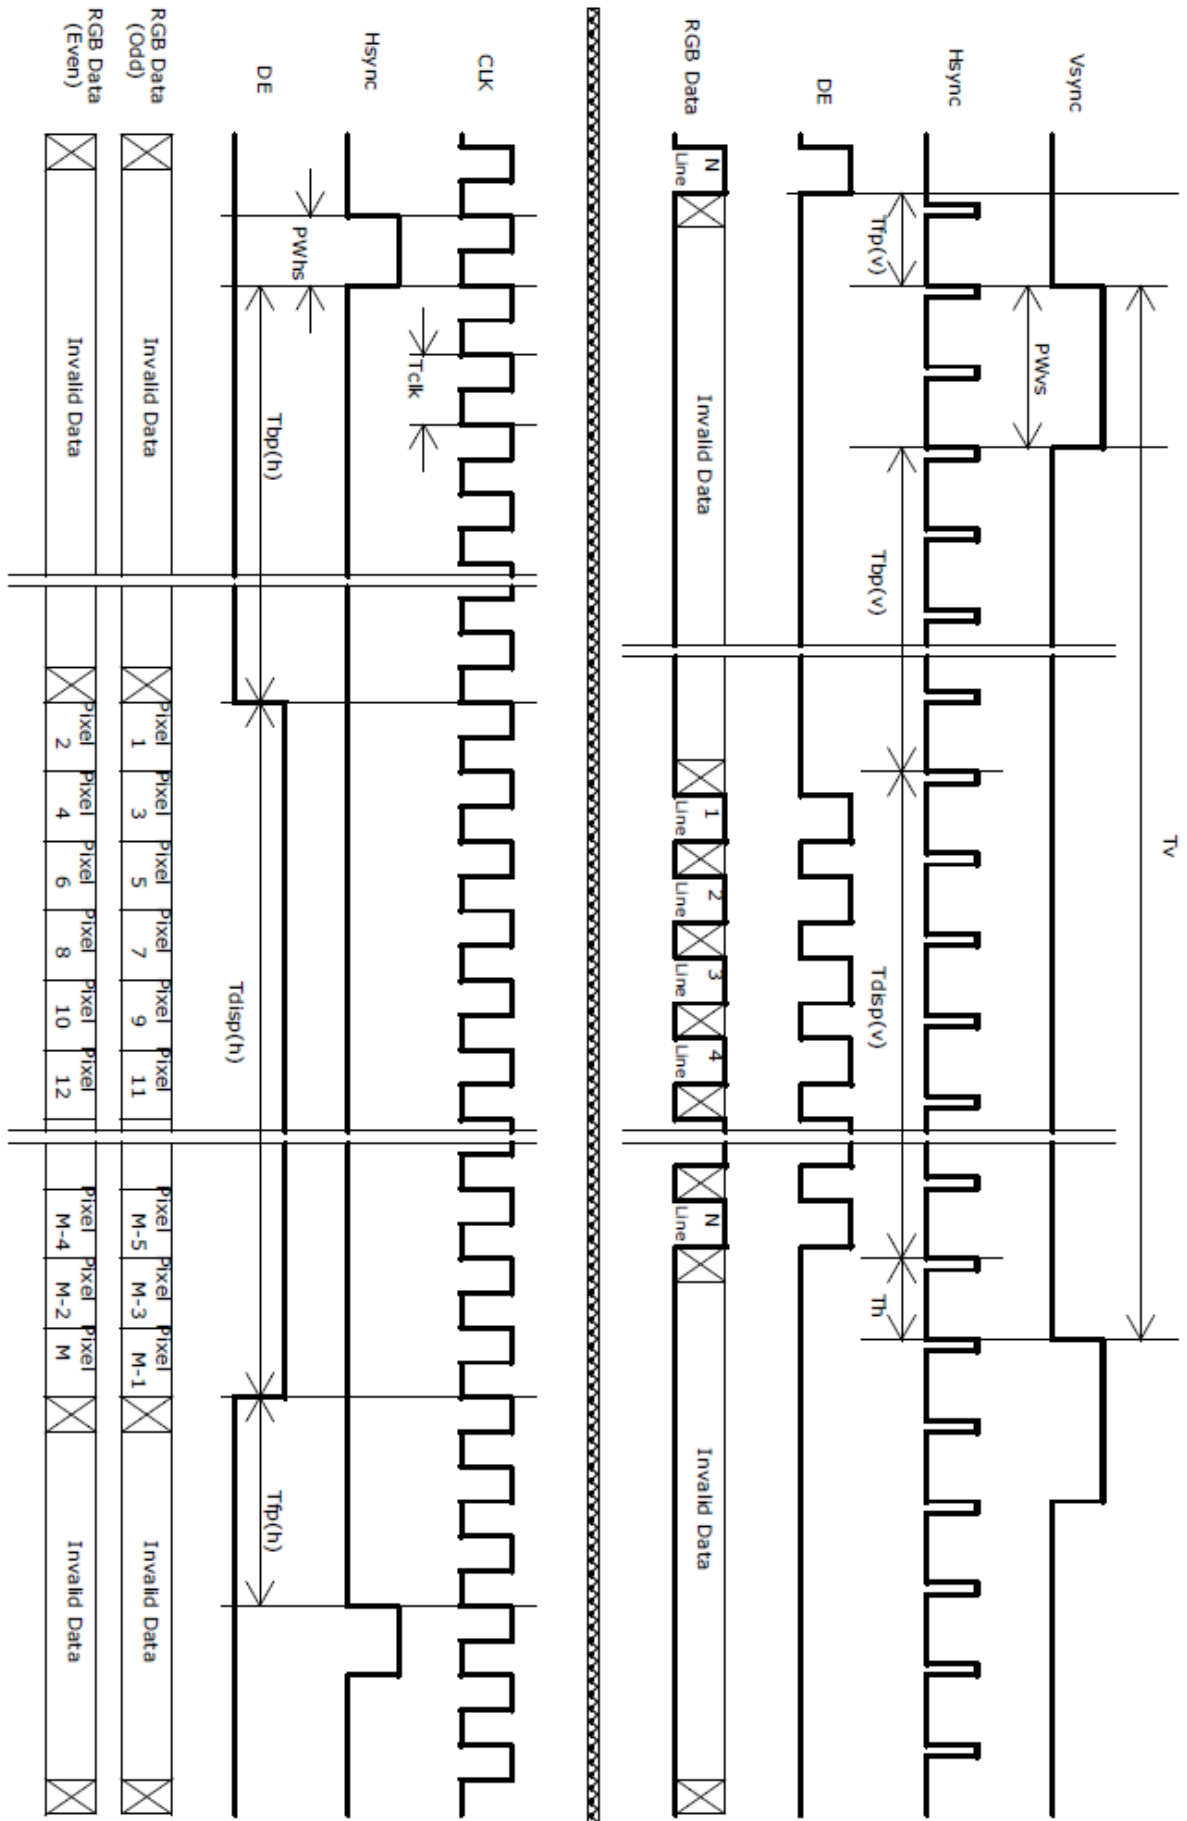 Vsync
Tv
PWvs
Hsync
Tfp(v)
Tbp(v)
Tdisp(v)
Th
DE
RGB Data
N
Line
Invalid Data
1
Line
2
Line
3
Line
4
Line
N
Line
Invalid Data
CLK
Tclk
Hsync
PWhs
DE
Tbp(h)
Tdisp(h)
Tfp(h)
RGB Data
(Odd)
Invalid Data
Pixel
1
Pixel
3
Pixel
5
Pixel
7
Pixel
9
Pixel
11
Pixel
M-5
Pixel
M-3
Pixel
M-1
Invalid Data
RGB Data
(Even)
Invalid Data
Pixel
2
Pixel
4
Pixel
6
Pixel
8
Pixel
10
Pixel
12
Pixel
M-4
Pixel
M-2
Pixel
M
Invalid Data